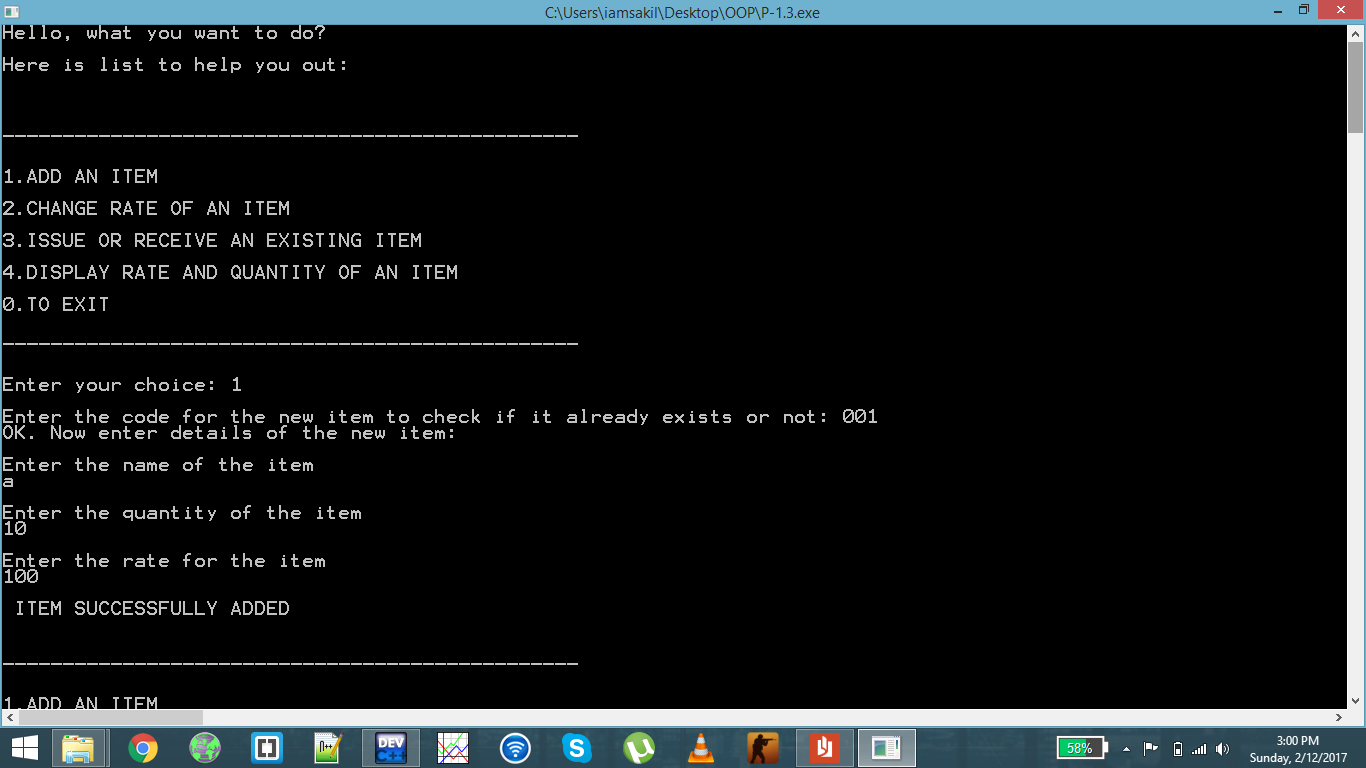 C:\Users\iamsakil\Desktop\OOP\P-1.3.exe
Hello, what you want to do?
Here is list to help you out:
------------------------------------------------
1.ADD AN ITEM
2.CHANGE RATE OF AN ITEM
3.ISSUE OR RECEIVE AN EXISTING ITEM
4.DISPLAY RATE AND QUANTITY OF AN ITEM
0.TO EXIT
------------------------------------------------
Enter your choice: 1
Enter the code for the new item to check if it already exists or not: 001
OK. Now enter details of the new item:
Enter the name of the item
a
Enter the quantity of the item
10
Enter the rate for the item
100
ITEM SUCCESSFULLY ADDED
------------------------------------------------
1.ADD AN ITEM
n++
DEV
C++
58%
3:00 PM
Sunday, 2/12/2017